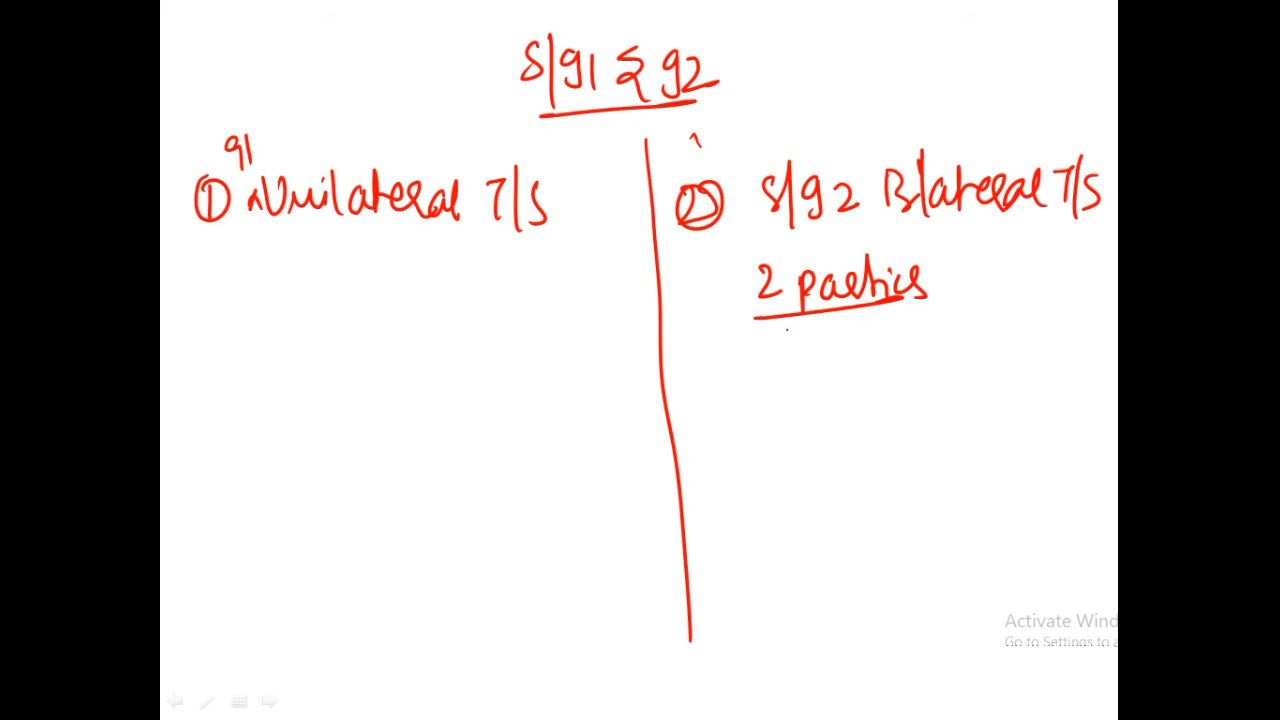 S/91 & 92
91
① Unilateral T/S
② S/92 Bilateral T/S
2 parties
Activate Wind
Go to Settings to a